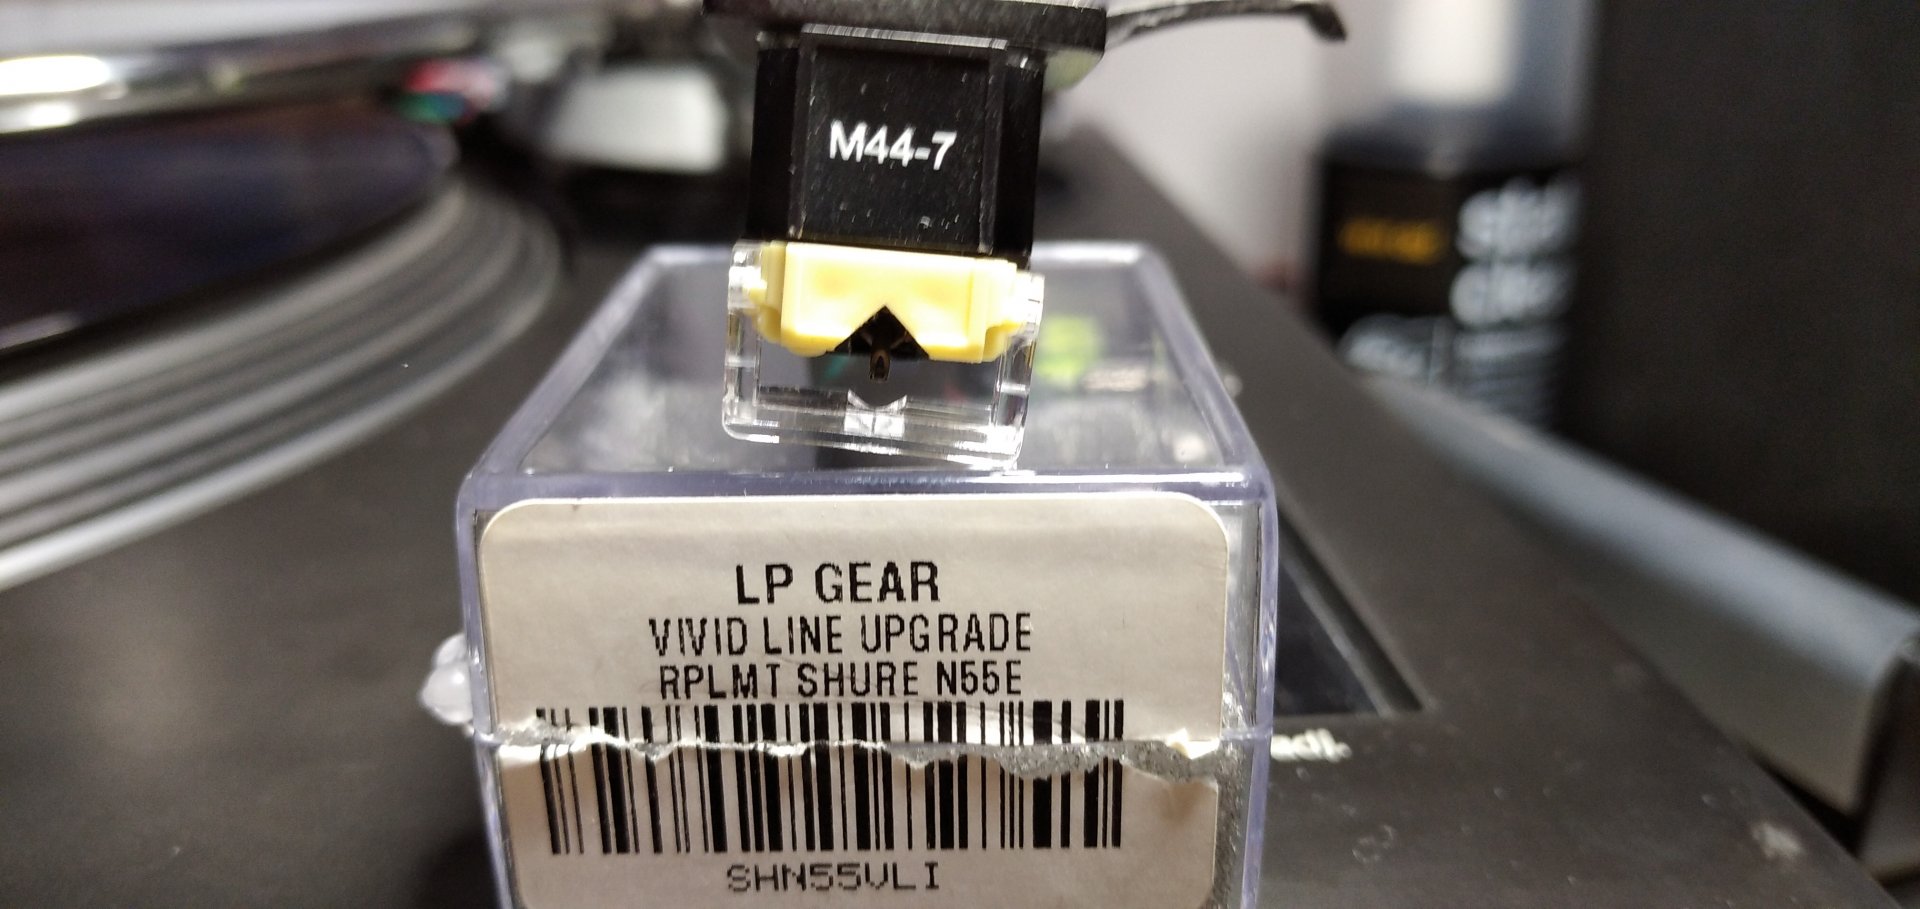 M44-7
LP GEAR
VIVID LINE UPGRADE
RPLMT SHURE N55E
SHN55VLI